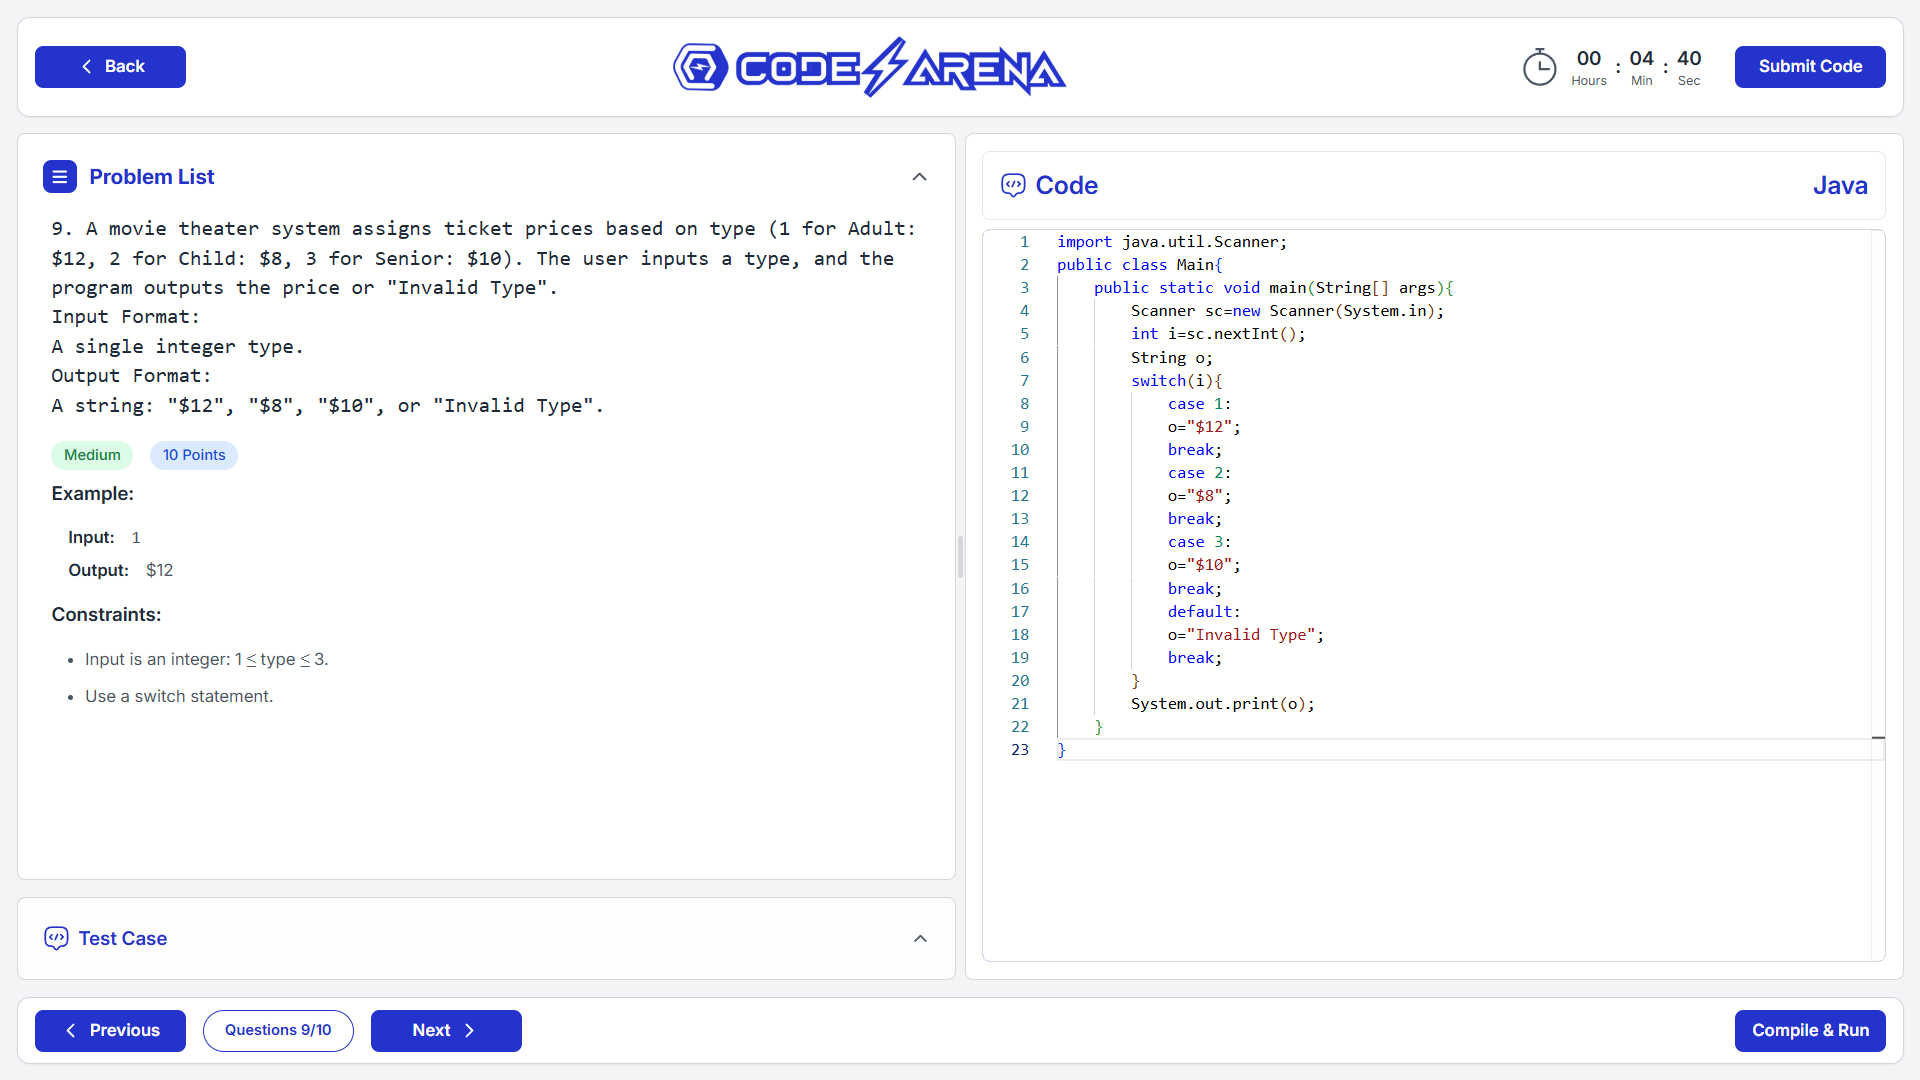 Back
CODE ARENA
00 : 04 : 40
Hours Min Sec
Submit Code
Problem List
9. A movie theater system assigns ticket prices based on type (1 for Adult:
$12, 2 for Child: $8, 3 for Senior: $10). The user inputs a type, and the
program outputs the price or "Invalid Type".
Input Format:
A single integer type.
Output Format:
A string: "$12", "$8", "$10", or "Invalid Type".
Medium 10 Points
Example:
Input: 1
Output: $12
Constraints:
• Input is an integer: 1 ≤ type ≤ 3.
• Use a switch statement.
Test Case
Code
Java
1 import java.util.Scanner;
2 public class Main{
3 public static void main(String[] args){
4 Scanner sc=new Scanner(System.in);
5 int i=sc.nextInt();
6 String o;
7 switch(i){
8 case 1:
9 o="$12";
10 break;
11 case 2:
12 o="$8";
13 break;
14 case 3:
15 o="$10";
16 break;
17 default:
18 o="Invalid Type";
19 break;
20 }
21 System.out.print(o);
22 }
23 }
Previous
Questions 9/10
Next
Compile & Run